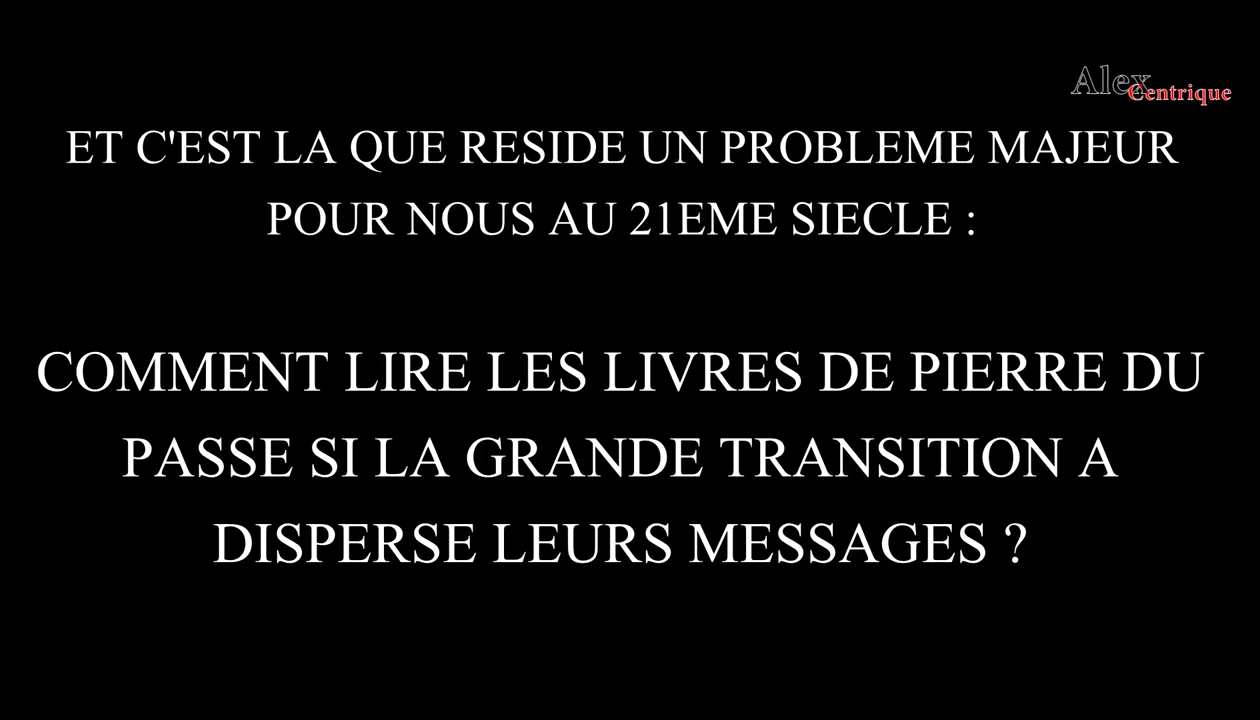 Alex
Centrique
ET C'EST LA QUE RESIDE UN PROBLEME MAJEUR
POUR NOUS AU 21EME SIECLE :
COMMENT LIRE LES LIVRES DE PIERRE DU
PASSE SI LA GRANDE TRANSITION A
DISPERSE LEURS MESSAGES ?